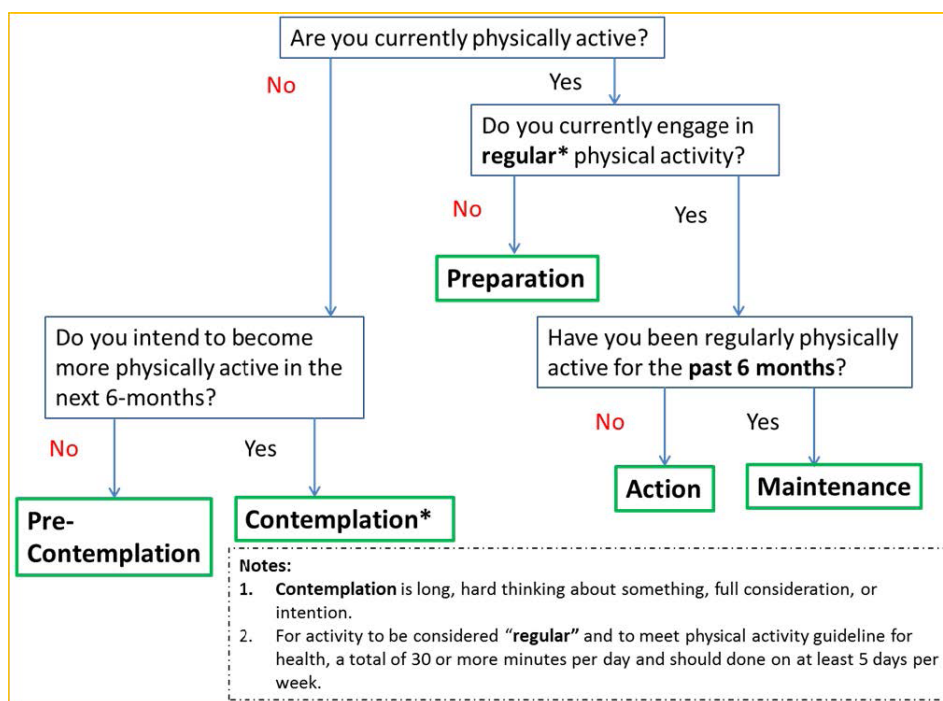 Are you currently physically active?
No
Yes
Do you currently engage in
regular* physical activity?
No
Yes
Preparation
Do you intend to become
more physically active in the
next 6-months?
Have you been regularly physically
active for the past 6 months?
No
Yes
No
Yes
Pre-
Contemplation
Contemplation*
Action
Maintenance
Notes:
1. Contemplation is long, hard thinking about something, full consideration, or
intention.
2. For activity to be considered “regular” and to meet physical activity guideline for
health, a total of 30 or more minutes per day and should done on at least 5 days per
week.